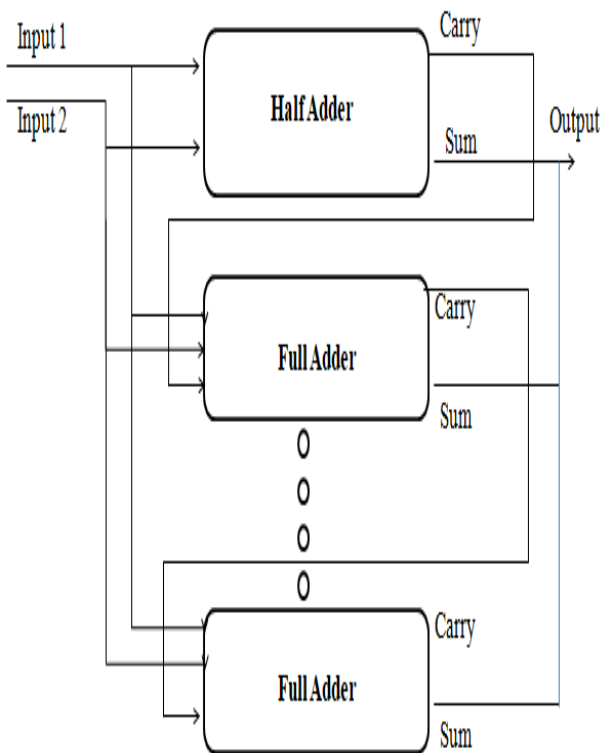 Input 1
Input 2
Half Adder
Carry
Sum
Output
Full Adder
Carry
Sum
Full Adder
Carry
Sum